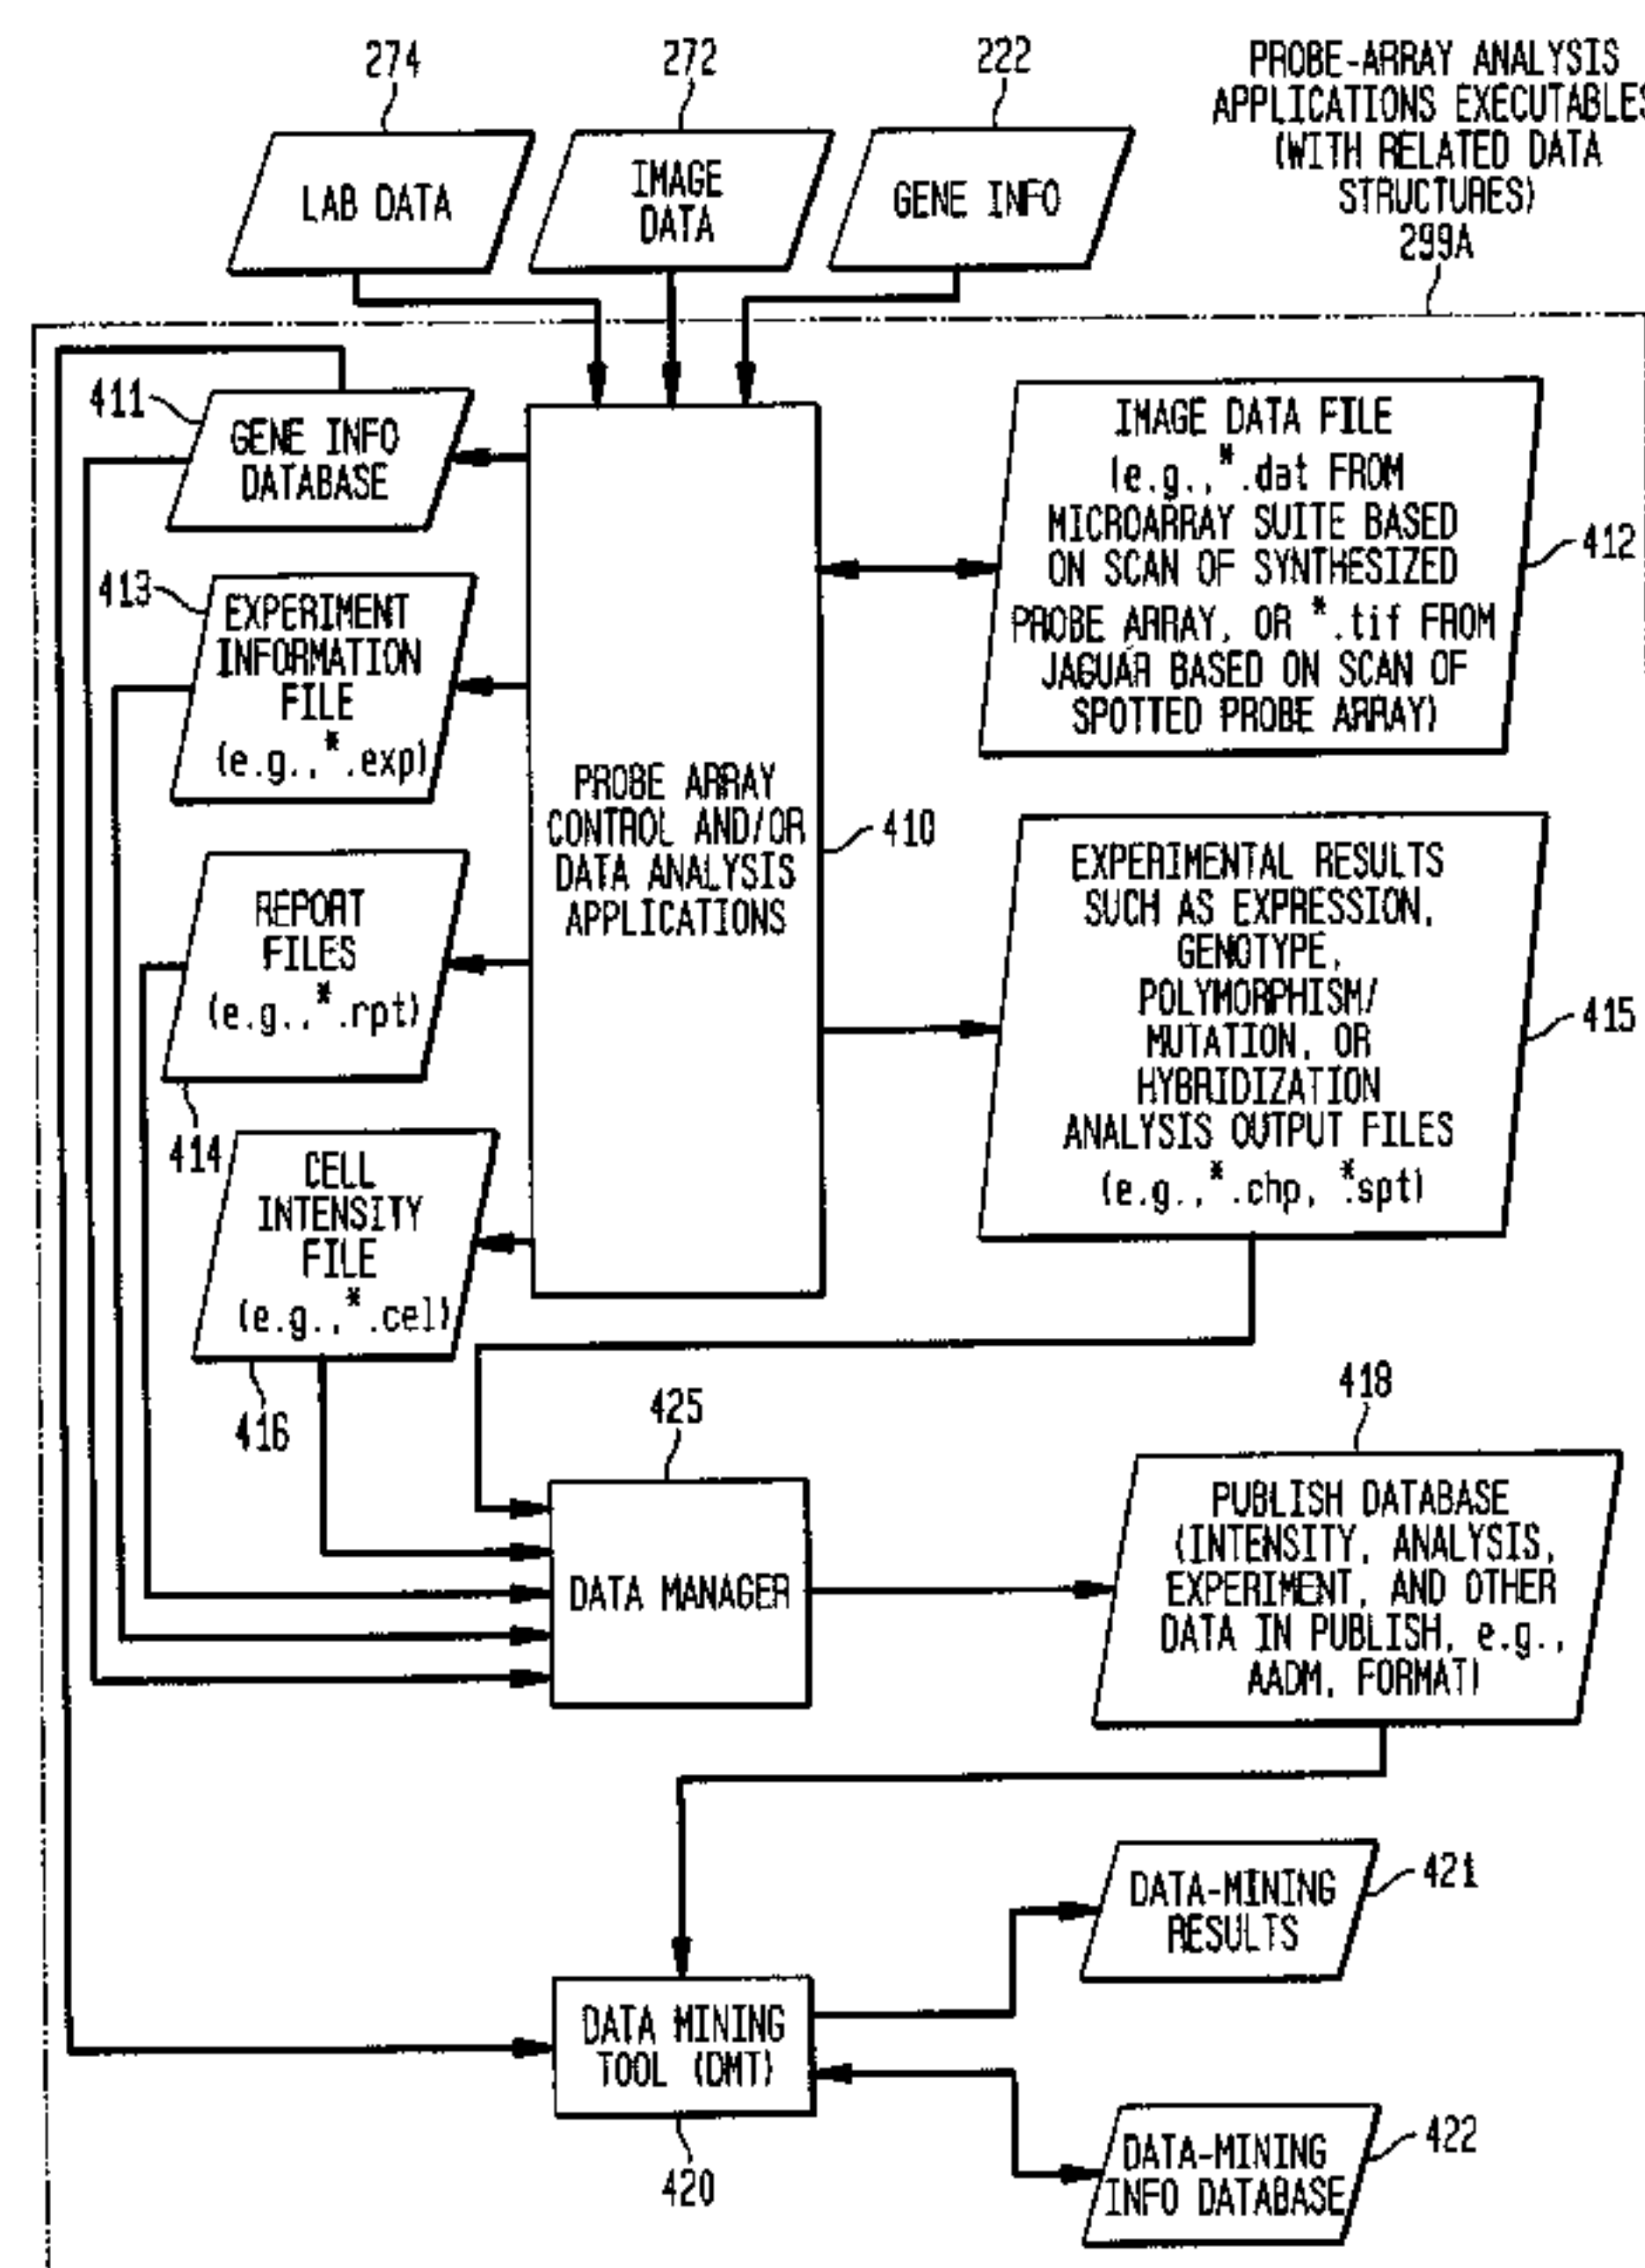 274
272
222
PROBE-ARRAY ANALYSIS
APPLICATIONS EXECUTABLES
(WITH RELATED DATA
STRUCTURES)
299A
LAB DATA
IMAGE
DATA
GENE INFO
411
GENE INFO
DATABASE
413
EXPERIMENT
INFORMATION
FILE
(e.g.,*.exp)
REPORT
FILES
(e.g.,*.rpt)
414
CELL
INTENSITY
FILE
(e.g.,*.cel)
416
PROBE ARRAY
CONTROL AND/OR
DATA ANALYSIS
APPLICATIONS
410
IMAGE DATA FILE
(e.g.,*.dat FROM
MICROARRAY SUITE BASED
ON SCAN OF SYNTHESIZED
PROBE ARRAY, OR *.tif FROM
JAGUAR BASED ON SCAN OF
SPOTTED PROBE ARRAY)
412
EXPERIMENTAL RESULTS
SUCH AS EXPRESSION,
GENOTYPE,
POLYMORPHISM/
MUTATION, OR
HYBRIDIZATION
ANALYSIS OUTPUT FILES
(e.g.,*.chp, *.spt)
415
425
DATA MANAGER
418
PUBLISH DATABASE
(INTENSITY, ANALYSIS,
EXPERIMENT, AND OTHER
DATA IN PUBLISH, e.g.,
AADM, FORMAT)
DATA-MINING
RESULTS
421
DATA MINING
TOOL (DMT)
420
DATA-MINING
INFO DATABASE
422